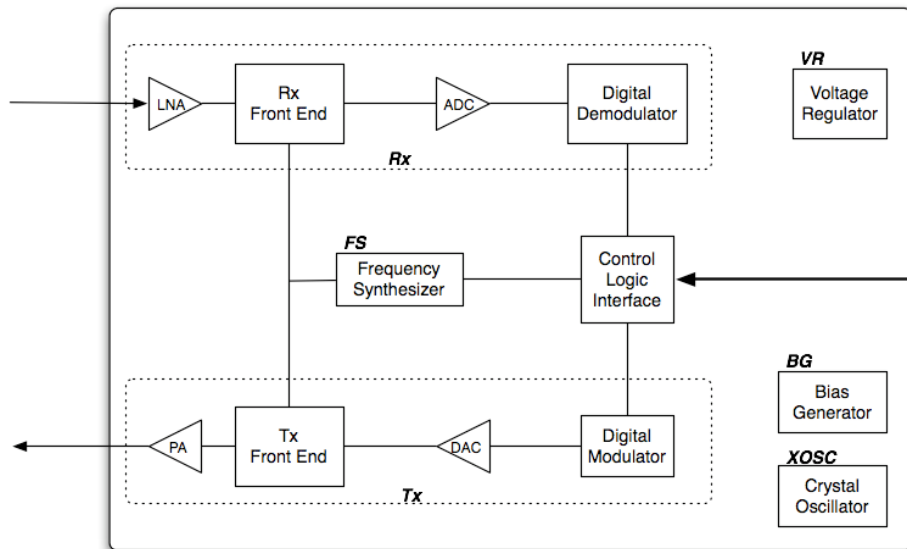 VR
LNA
Rx
Front End
ADC
Digital
Demodulator
Voltage
Regulator
Rx
FS
Frequency
Synthesizer
Control
Logic
Interface
BG
Bias
Generator
PA
Tx
Front End
DAC
Digital
Modulator
Tx
XOSC
Crystal
Oscillator